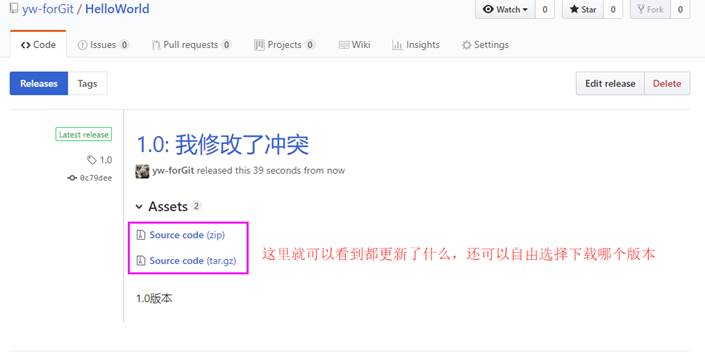 yw-forGit / HelloWorld
Watch 0 Star 0 Fork 0
Code Issues 0 Pull requests 0 Projects 0 Wiki Insights Settings
Releases Tags Edit release Delete
Latest release
1.0: 我修改了冲突
1.0
yw-forGit released this 39 seconds from now
0c79dee
Assets 2
Source code (zip)
这里就可以看到都更新了什么，还可以自由选择下载哪个版本
Source code (tar.gz)
1.0版本